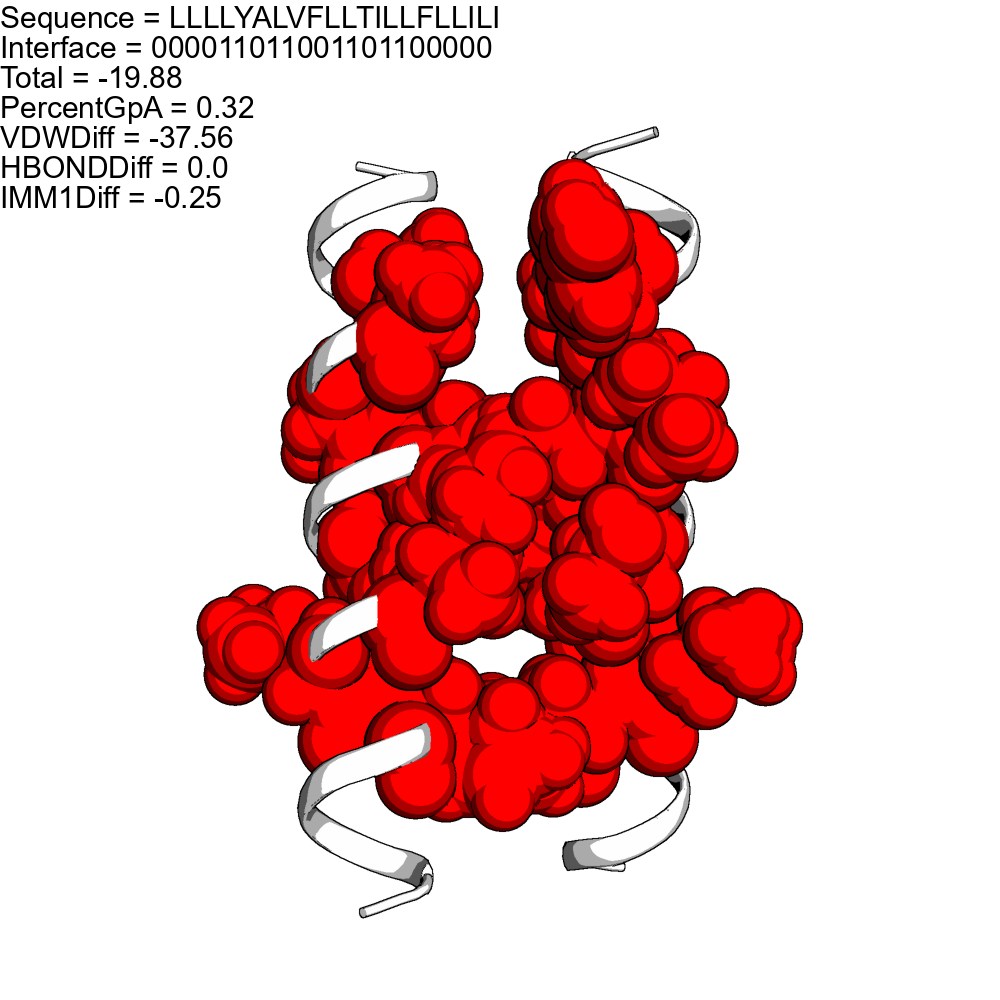 Sequence = LLLLYALVFLLTILLFLLILI
Interface = 000011011001101100000
Total = -19.88
PercentGpA = 0.32
VDWDiff = -37.56
HBONDDiff = 0.0
IMM1Diff = -0.25